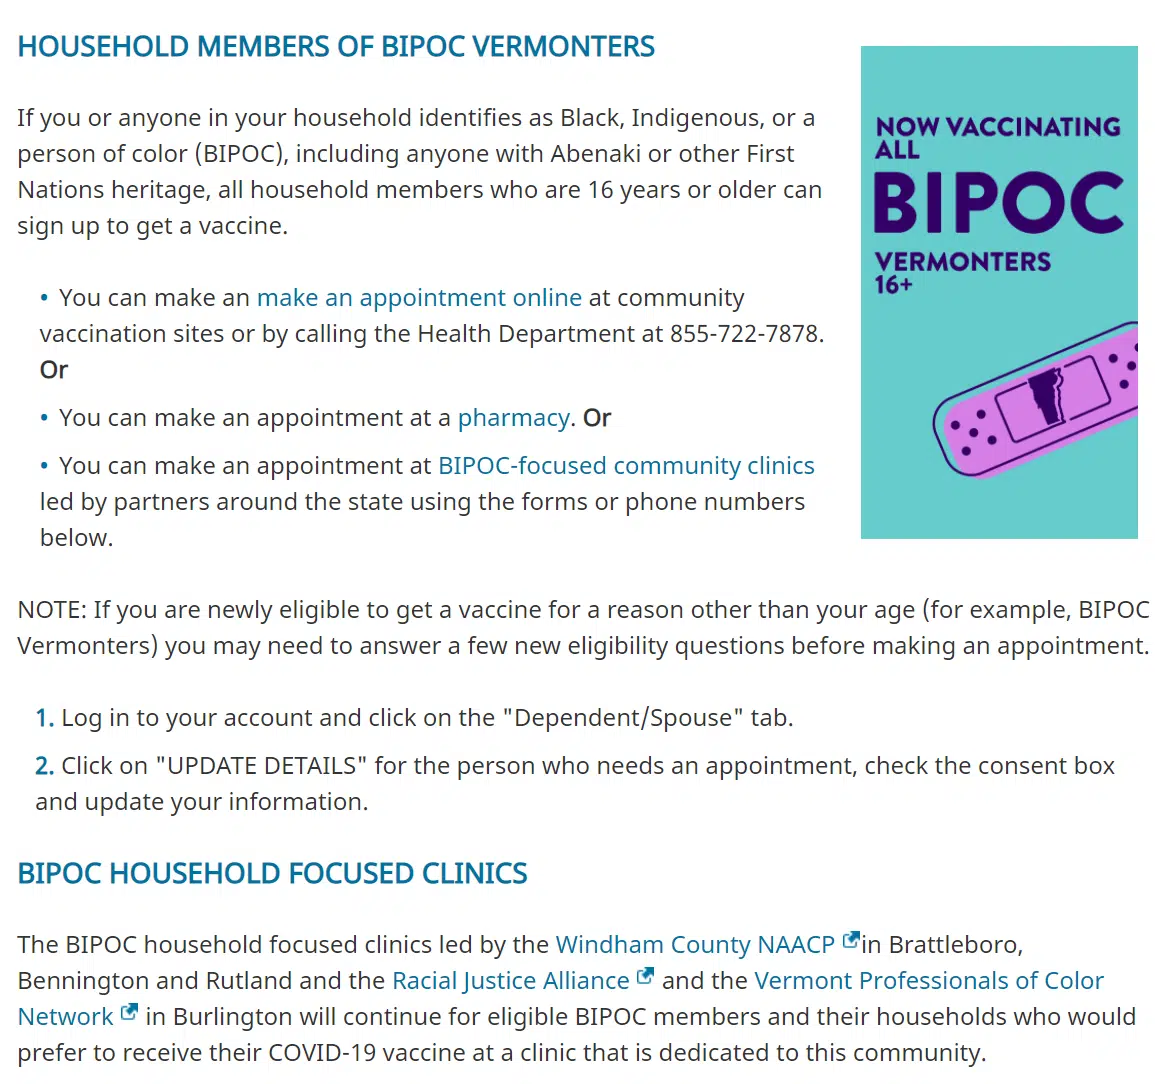 HOUSEHOLD MEMBERS OF BIPOC VERMONTERS
If you or anyone in your household identifies as Black, Indigenous, or a
person of color (BIPOC), including anyone with Abenaki or other First
Nations heritage, all household members who are 16 years or older can
sign up to get a vaccine.
• You can make an make an appointment online at community
vaccination sites or by calling the Health Department at 855-722-7878.
Or
• You can make an appointment at a pharmacy. Or
• You can make an appointment at BIPOC-focused community clinics
led by partners around the state using the forms or phone numbers
below.
NOW VACCINATING
ALL
BIPOC
VERMONTERS
16+
NOTE: If you are newly eligible to get a vaccine for a reason other than your age (for example, BIPOC
Vermonters) you may need to answer a few new eligibility questions before making an appointment.
1. Log in to your account and click on the "Dependent/Spouse" tab.
2. Click on "UPDATE DETAILS" for the person who needs an appointment, check the consent box
and update your information.
BIPOC HOUSEHOLD FOCUSED CLINICS
The BIPOC household focused clinics led by the Windham County NAACP in Brattleboro,
Bennington and Rutland and the Racial Justice Alliance and the Vermont Professionals of Color
Network in Burlington will continue for eligible BIPOC members and their households who would
prefer to receive their COVID-19 vaccine at a clinic that is dedicated to this community.